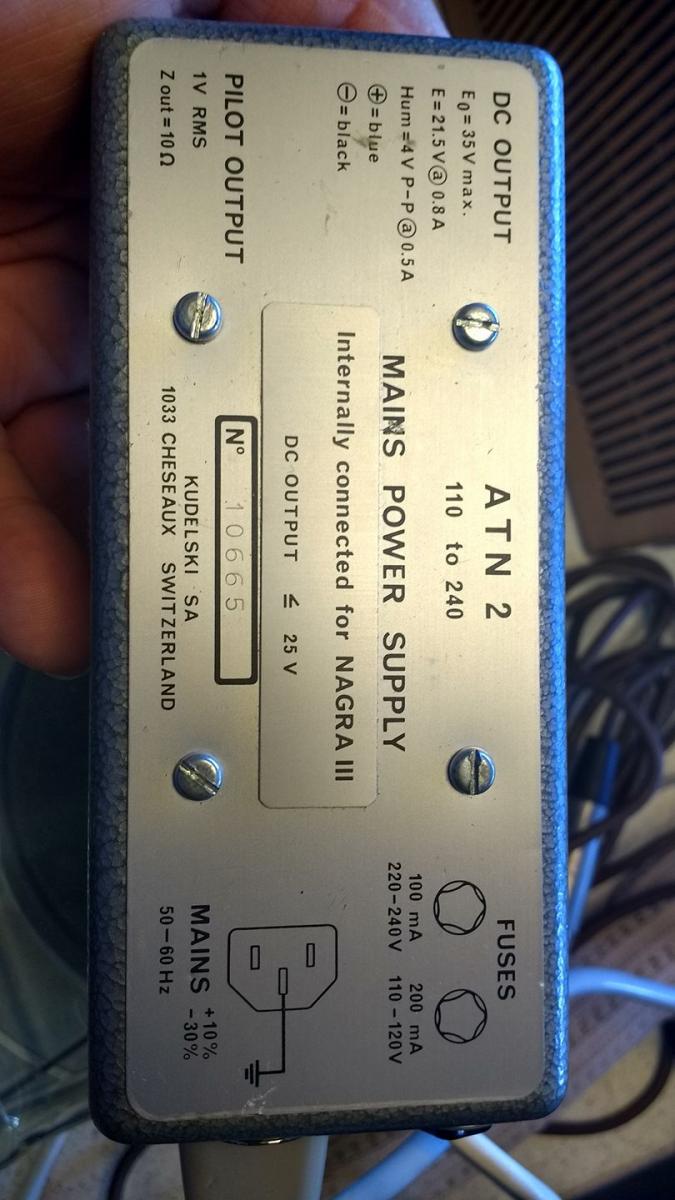 DC OUTPUT
E0 = 35 V max.
E = 21.5 V @ 0.8 A
Hum = 4 V P-P @ 0.5 A
⊕ = blue
⊖ = black
PILOT OUTPUT
1V RMS
Z out = 10 Ω
ATN 2
110 to 240
MAINS POWER SUPPLY
Internally connected for NAGRA III
DC OUTPUT ≤ 25 V
N° 10665
KUDELSKI SA
1033 CHESEAUX SWITZERLAND
FUSES
100 mA 200 mA
220-240V 110-120V
MAINS +10% -30%
50-60 Hz